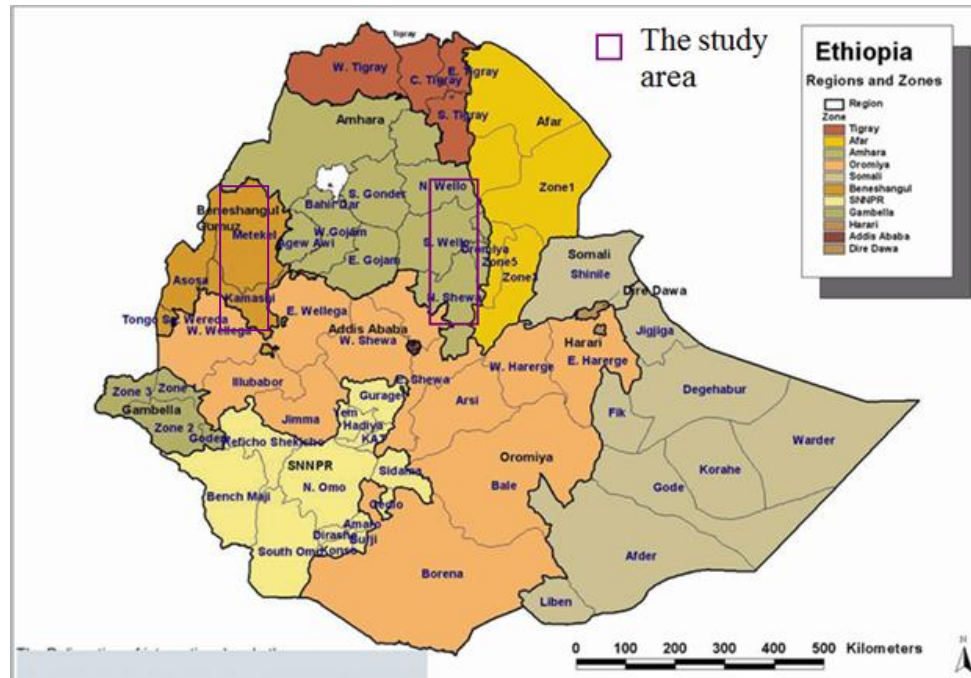 Tigray
The study
area
Ethiopia
Regions and Zones
Region
Zone
Tigray
Afar
Amhara
Oromiya
Somali
Beneshangul
SNNPR
Gambella
Harari
Addis Ababa
Dire Dawa
W. Tigray
C. Tigray
E. Tigray
S. Tigray
Amhara
Afar
Zone1
N. Wello
S. Gonder
Bahir Dar
Beneshangul
Gumuz
Metekel
W.Gojam
Agew Awi
S. Wello
Oromiya
Zone5
E. Gojam
Zone3
Somali
Shinile
Asosa
Kamashi
N. Shewa
Dire Dawa
Tongo Sp. Wereda
W. Wellega
E. Wellega
Addis Ababa
W. Shewa
Harari
Jigjiga
E. Harerge
W. Harerge
E. Shewa
Zone 3
Zone 1
Illubabor
Gurage
Arsi
Degehabur
Gambella
Zone 2
Godere
Jimma
Yem
Hadiya
KAT
Fik
Warder
Keficho Shekicho
SNNPR
Sidama
Oromiya
Korahe
Bench Maji
N. Omo
Bale
Gode
Gedio
Amaro
Burji
Dirashe
Konso
South Omo
Afder
Borena
Liben
N
0 100 200 300 400 500 Kilometers